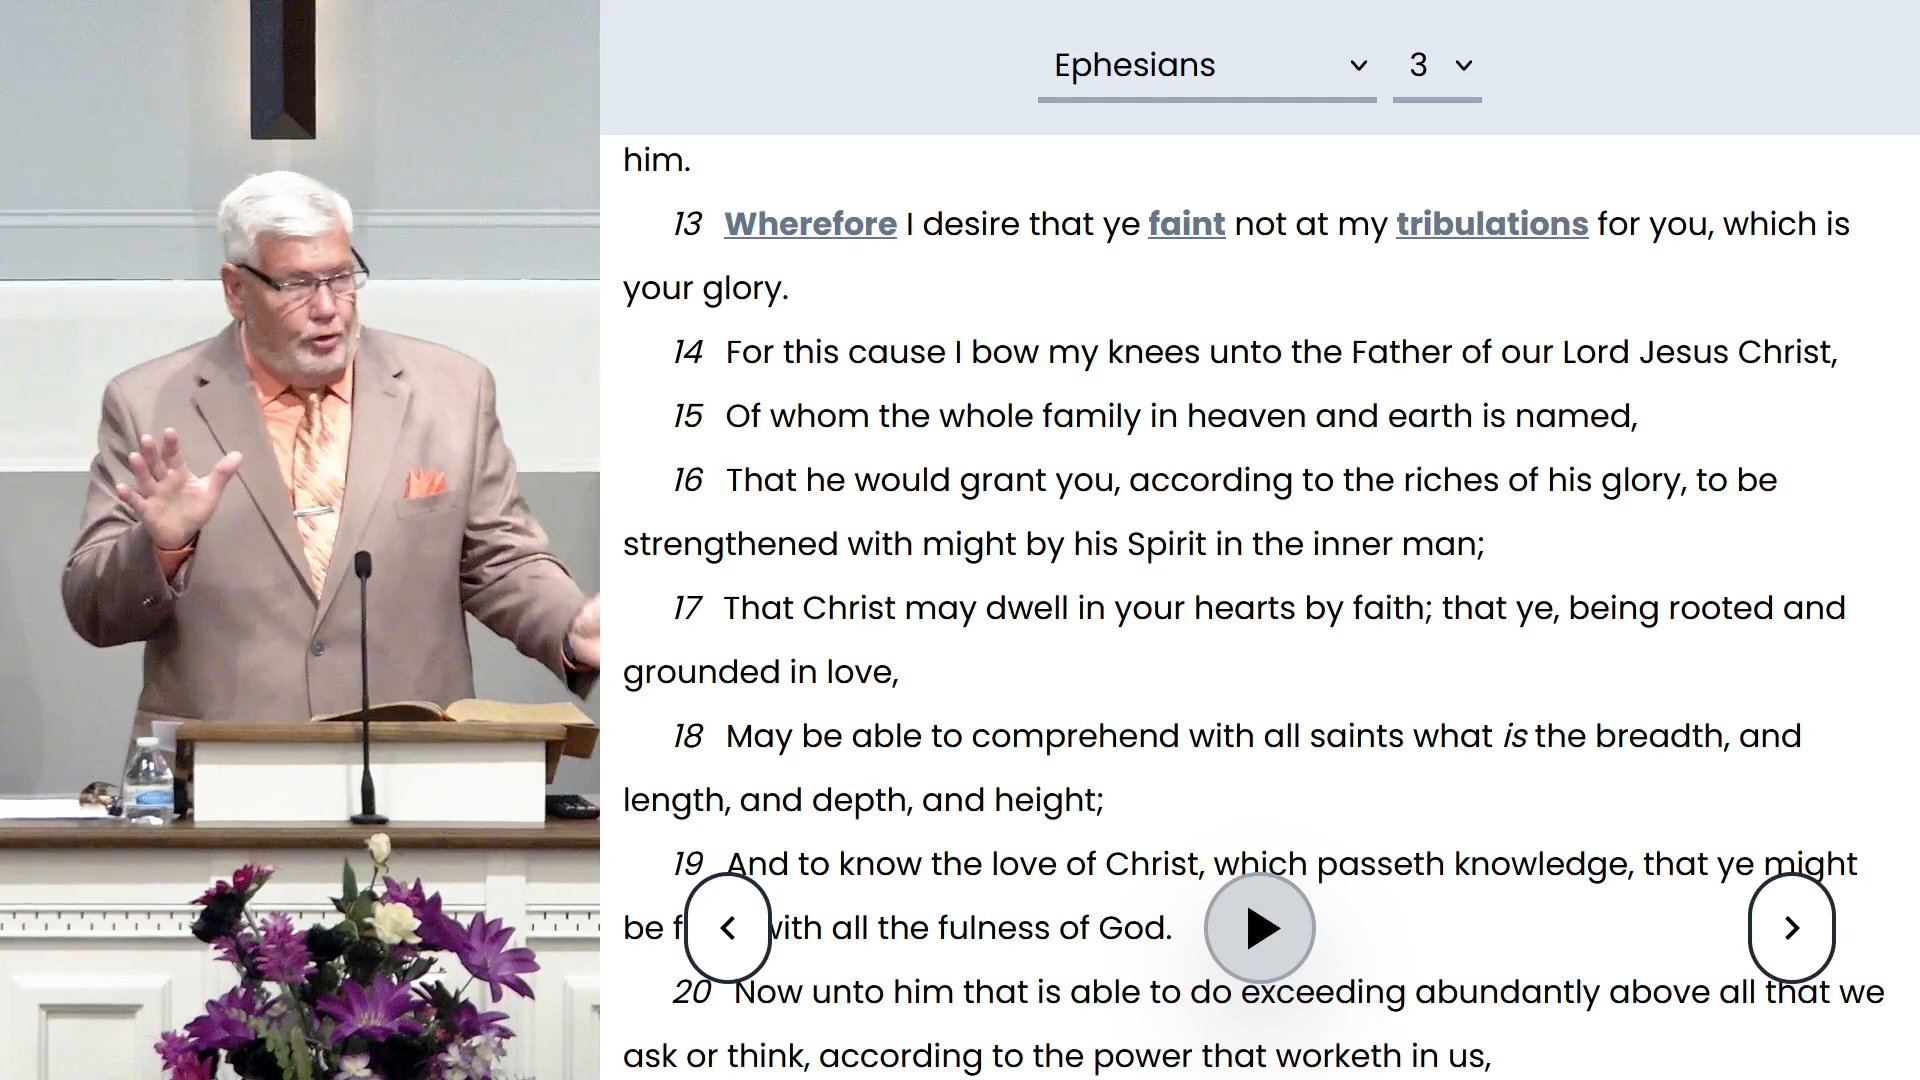 Ephesians 3
him.
13 Wherefore I desire that ye faint not at my tribulations for you, which is
your glory.
14 For this cause I bow my knees unto the Father of our Lord Jesus Christ,
15 Of whom the whole family in heaven and earth is named,
16 That he would grant you, according to the riches of his glory, to be
strengthened with might by his Spirit in the inner man;
17 That Christ may dwell in your hearts by faith; that ye, being rooted and
grounded in love,
18 May be able to comprehend with all saints what is the breadth, and
length, and depth, and height;
19 And to know the love of Christ, which passeth knowledge, that ye might
be with all the fulness of God.
20 Now unto him that is able to do exceeding abundantly above all that we
ask or think, according to the power that worketh in us,